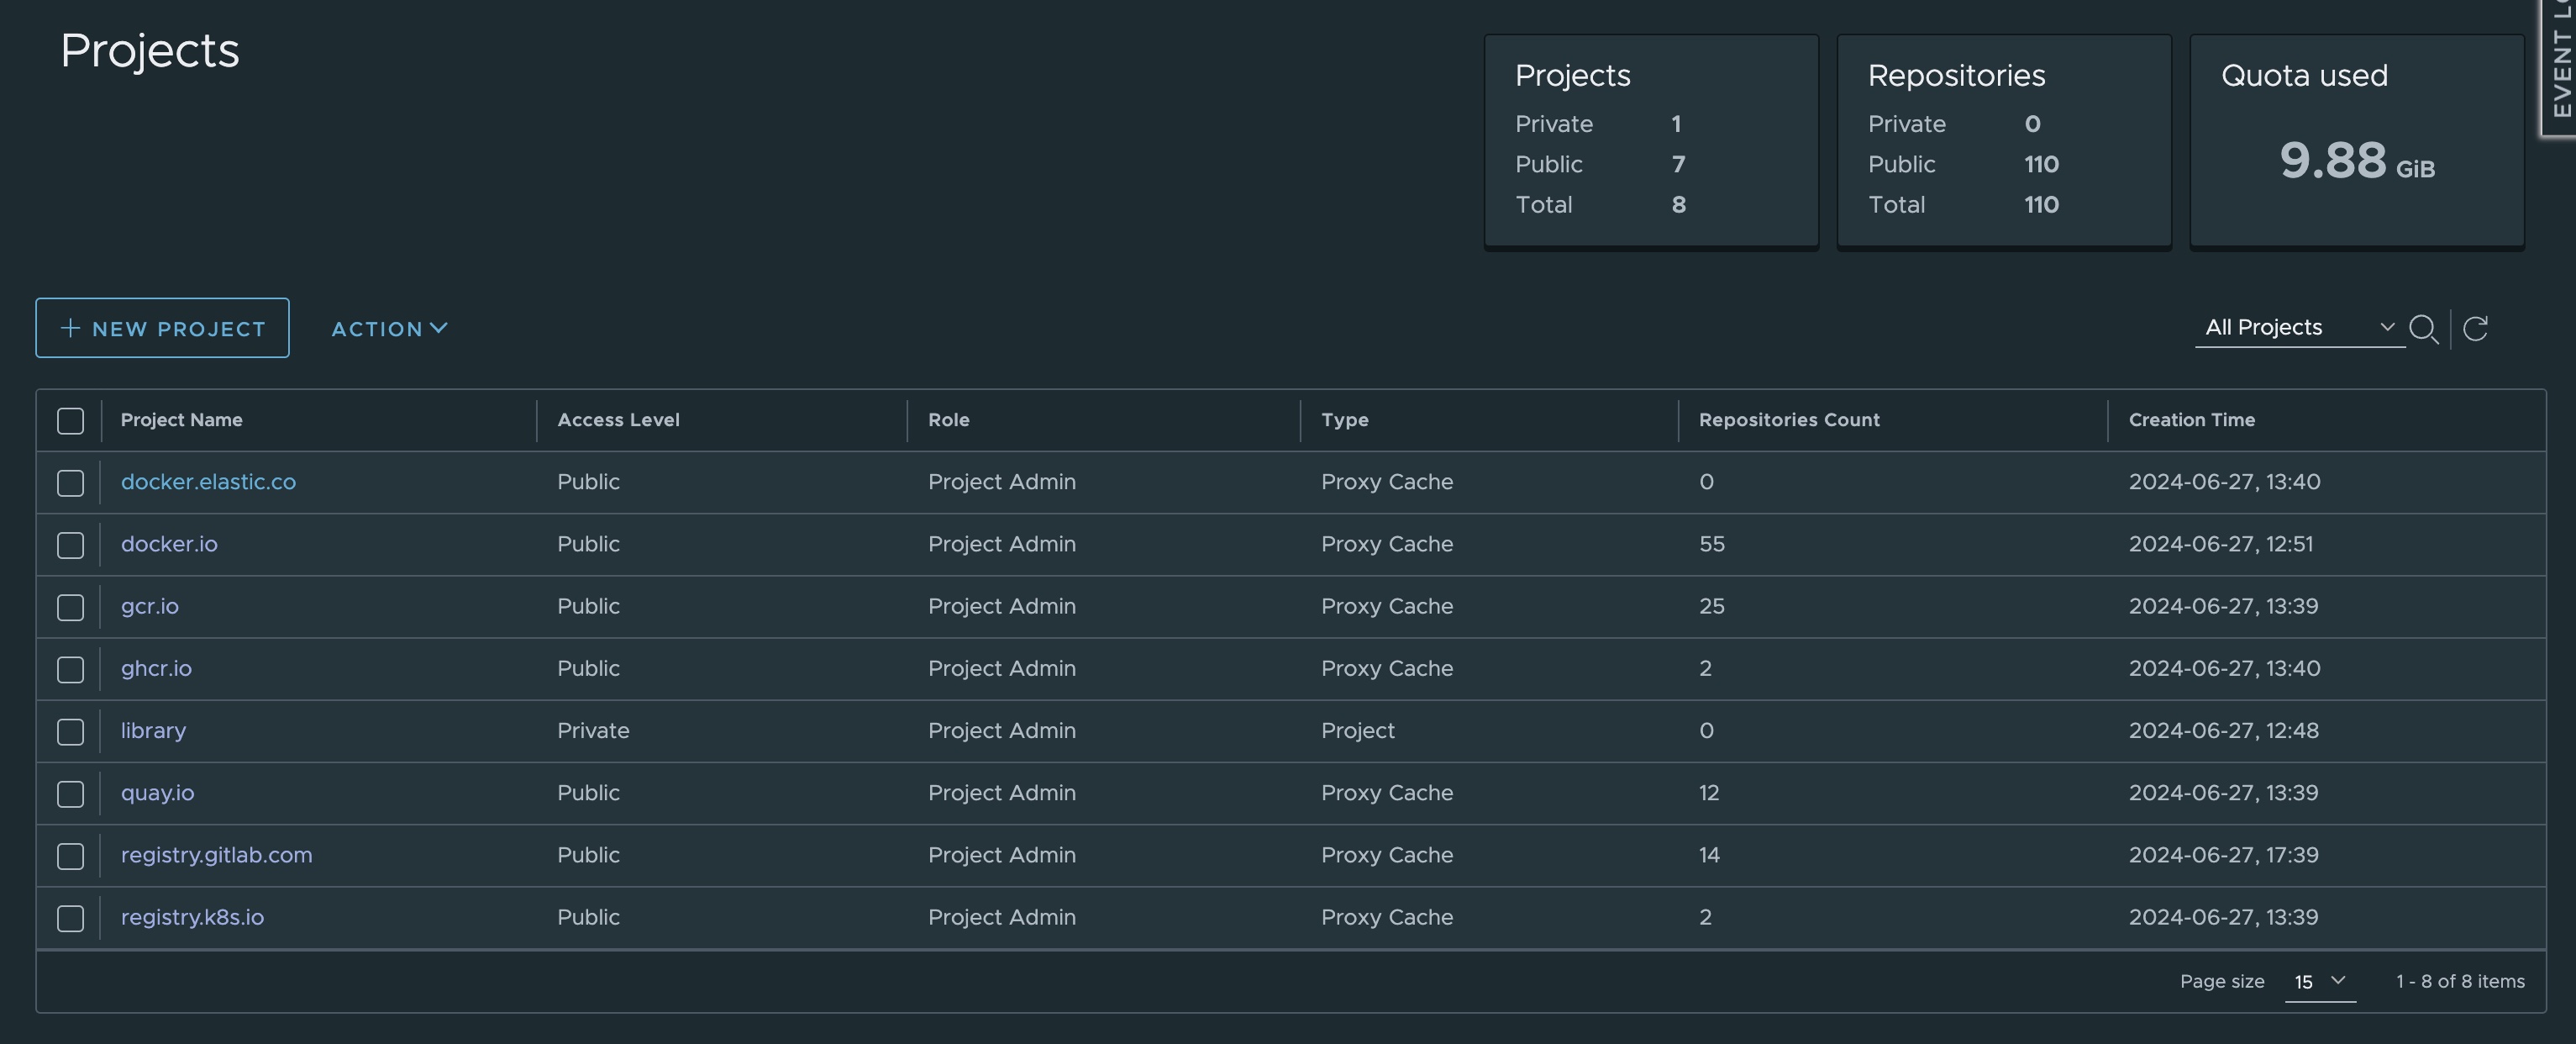 Projects
Projects
Private 1
Public 7
Total 8
Repositories
Private 0
Public 110
Total 110
Quota used
9.88 GiB
EVENT
+ NEW PROJECT
ACTION
All Projects
Project Name Access Level Role Type Repositories Count Creation Time
docker.elastic.co Public Project Admin Proxy Cache 0 2024-06-27, 13:40
docker.io Public Project Admin Proxy Cache 55 2024-06-27, 12:51
gcr.io Public Project Admin Proxy Cache 25 2024-06-27, 13:39
ghcr.io Public Project Admin Proxy Cache 2 2024-06-27, 13:40
library Private Project Admin Project 0 2024-06-27, 12:48
quay.io Public Project Admin Proxy Cache 12 2024-06-27, 13:39
registry.gitlab.com Public Project Admin Proxy Cache 14 2024-06-27, 17:39
registry.k8s.io Public Project Admin Proxy Cache 2 2024-06-27, 13:39
Page size 15 1 - 8 of 8 items